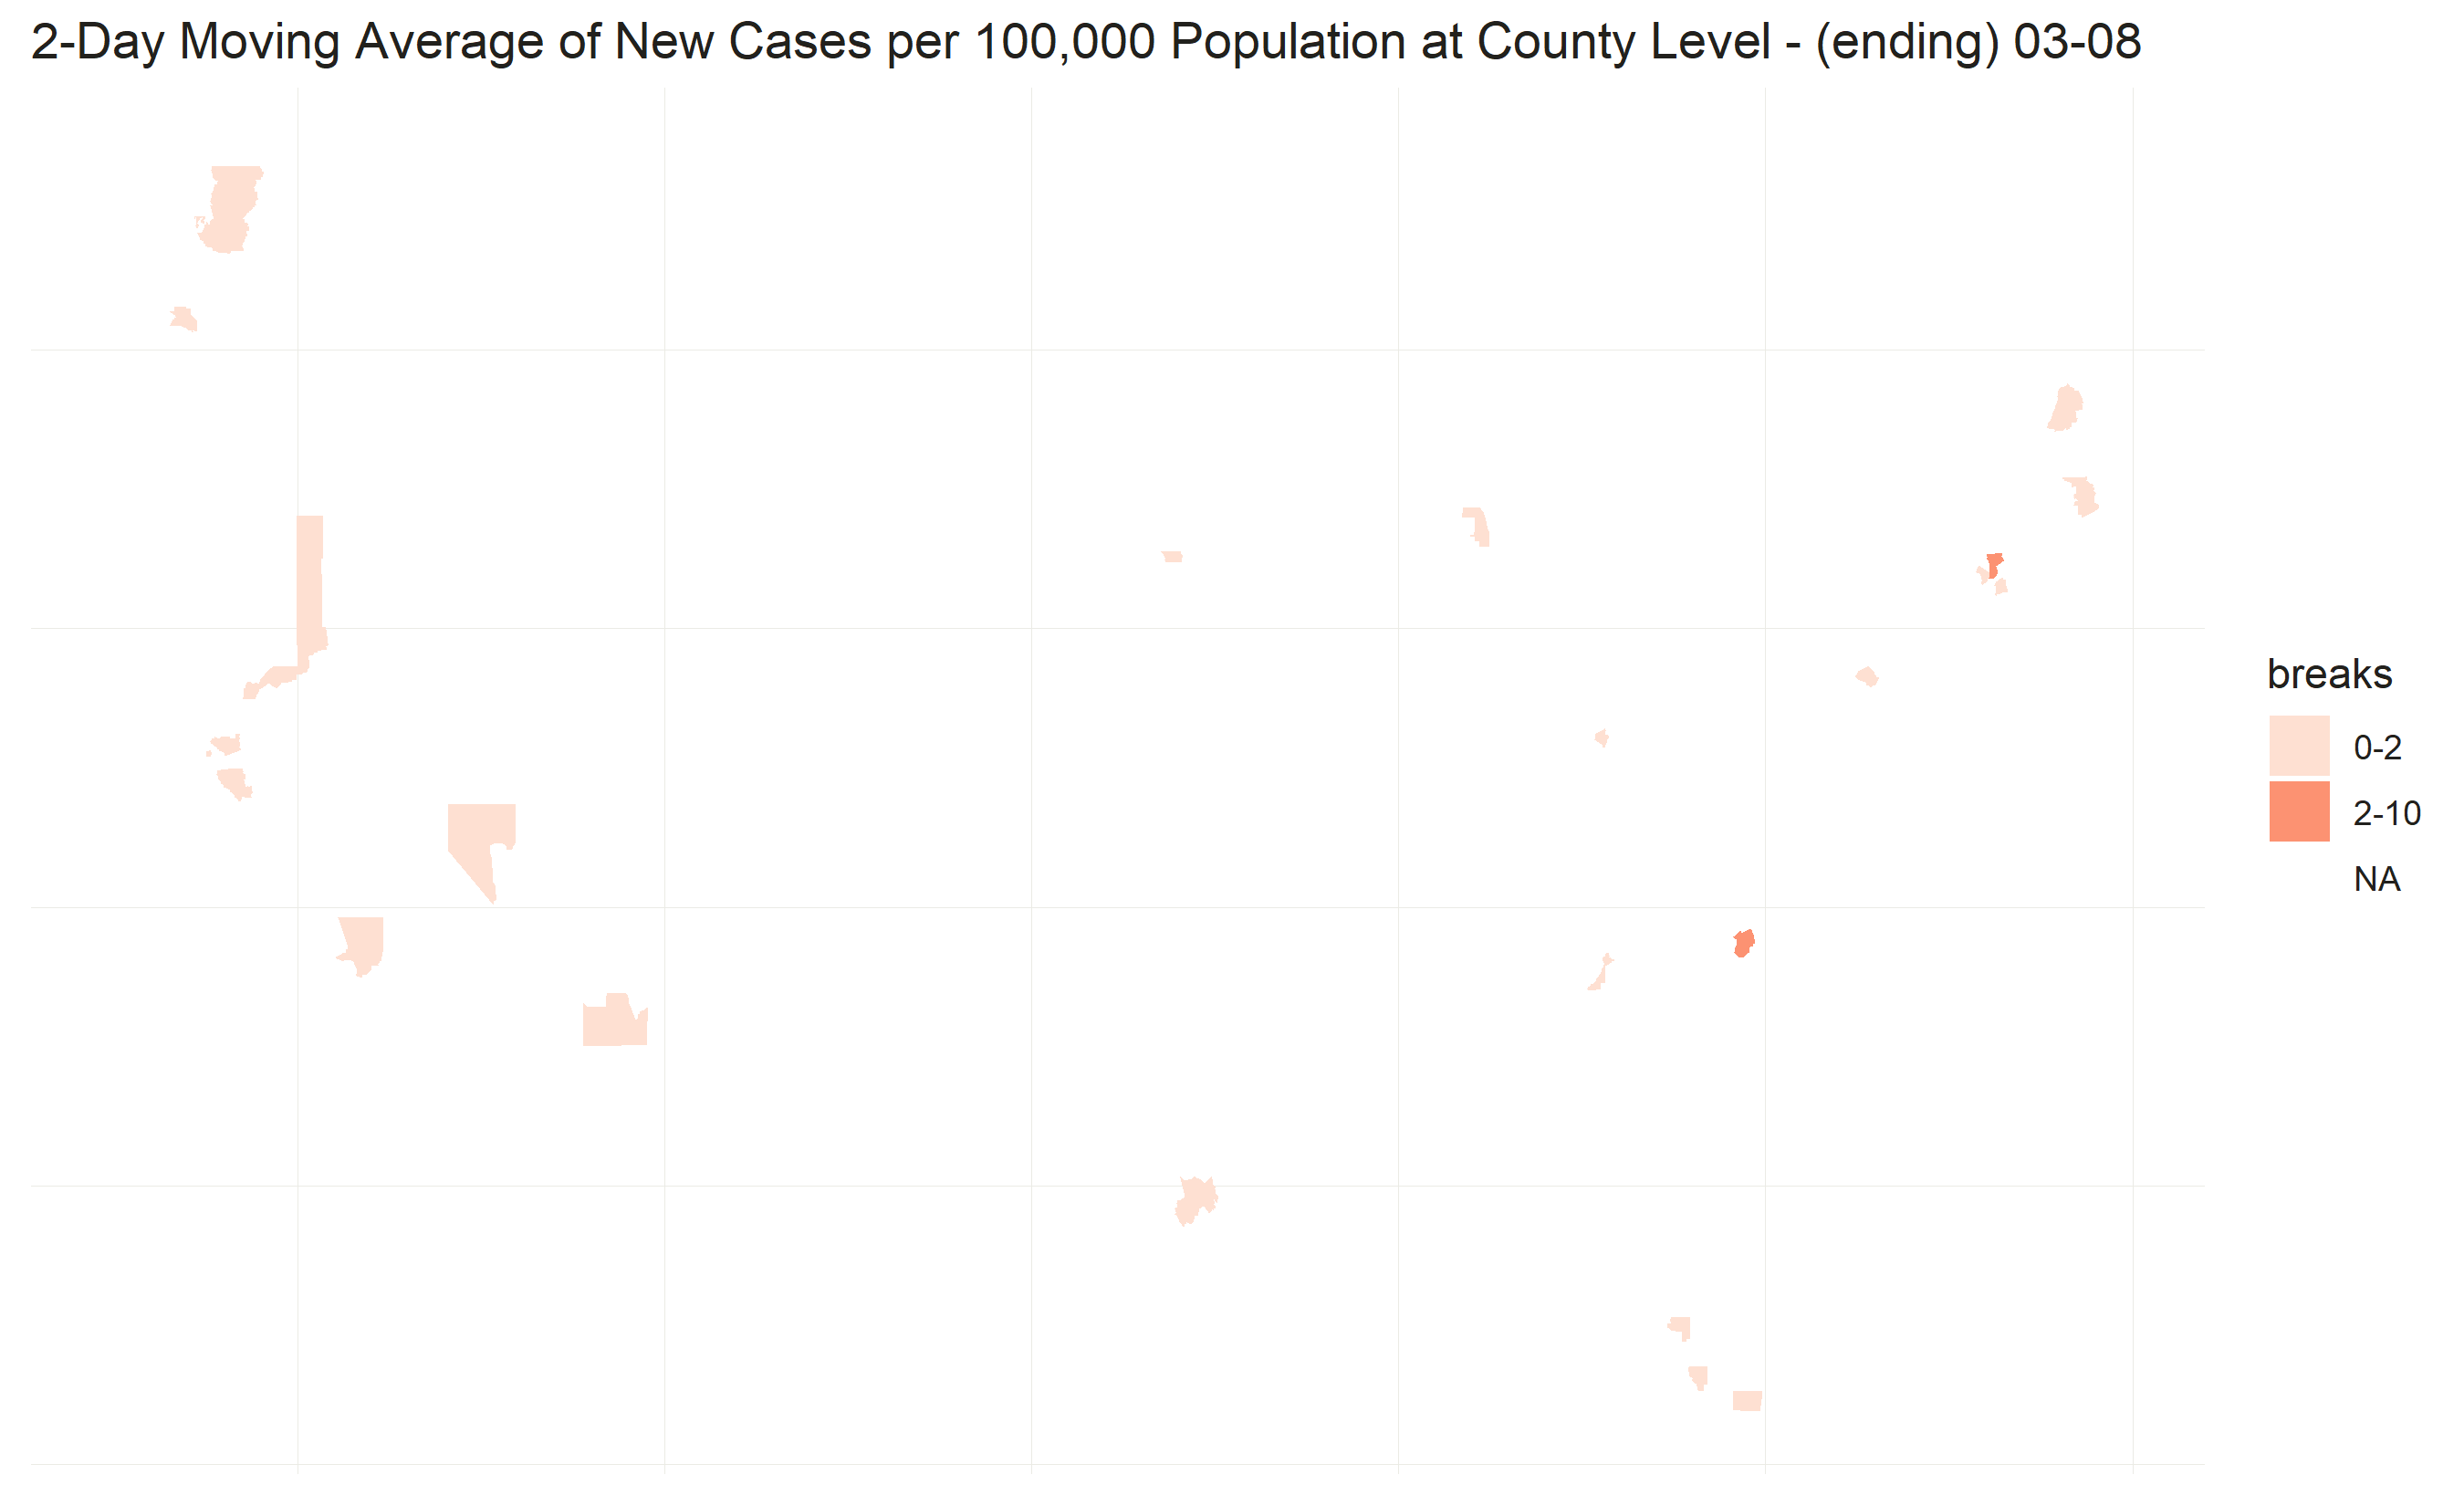 2-Day Moving Average of New Cases per 100,000 Population at County Level - (ending) 03-08
breaks
0-2
2-10
NA